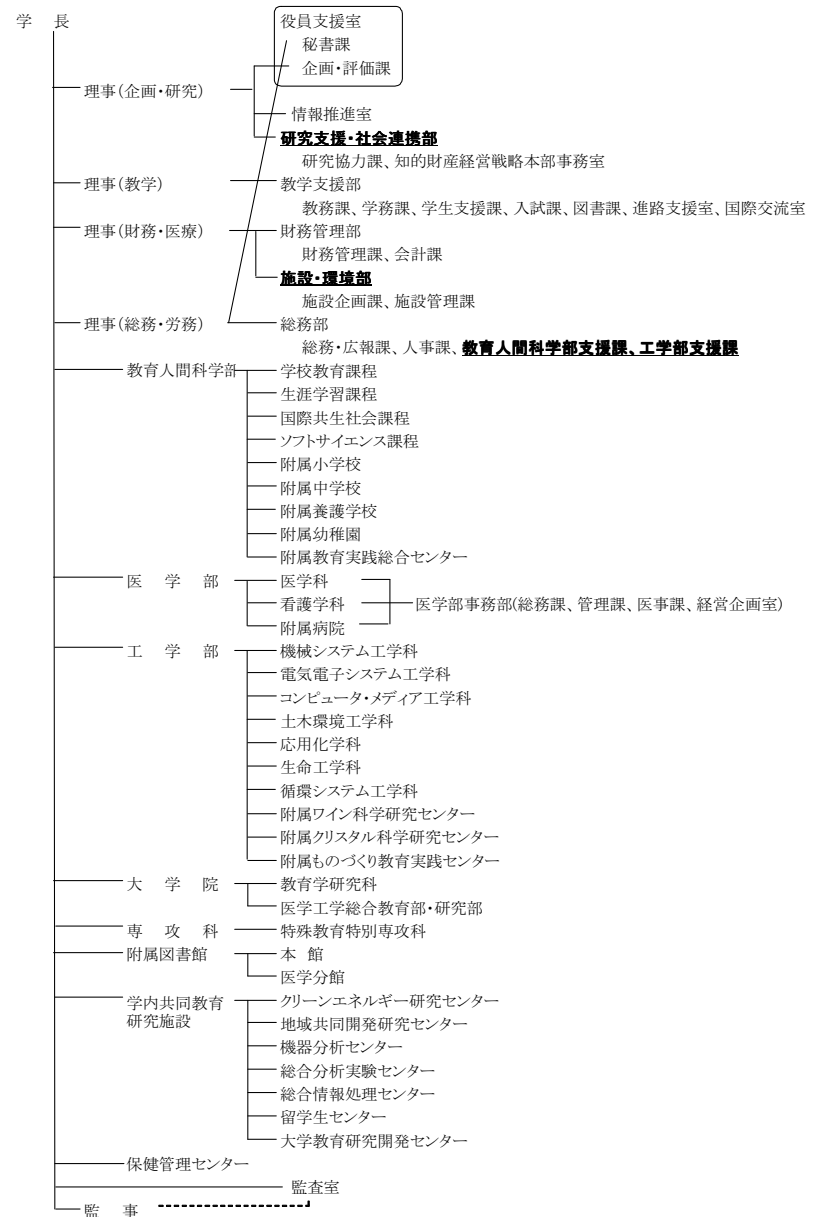 学 長
役員支援室
秘書課
企画・評価課
理事(企画・研究)
情報推進室
研究支援・社会連携部
研究協力課、知的財産経営戦略本部事務室
理事(教学) 教学支援部
教務課、学務課、学生支援課、入試課、図書課、進路支援室、国際交流室
理事(財務・医療) 財務管理部
財務管理課、会計課
施設・環境部
施設企画課、施設管理課
理事(総務・労務) 総務部
総務・広報課、人事課、教育人間科学部支援課、工学部支援課
教育人間科学部 学校教育課程
生涯学習課程
国際共生社会課程
ソフトサイエンス課程
附属小学校
附属中学校
附属養護学校
附属幼稚園
附属教育実践総合センター
医 学 部 医学科
看護学科 医学部事務部(総務課、管理課、医事課、経営企画室)
附属病院
工 学 部 機械システム工学科
電気電子システム工学科
コンピュータ・メディア工学科
土木環境工学科
応用化学科
生命工学科
循環システム工学科
附属ワイン科学研究センター
附属クリスタル科学研究センター
附属ものづくり教育実践センター
大 学 院 教育学研究科
医学工学総合教育部・研究部
専 攻 科 特殊教育特別専攻科
附属図書館 本 館
医学分館
学内共同教育 クリーンエネルギー研究センター
研究施設 地域共同開発研究センター
機器分析センター
総合分析実験センター
総合情報処理センター
留学生センター
大学教育研究開発センター
保健管理センター
監査室
監 事